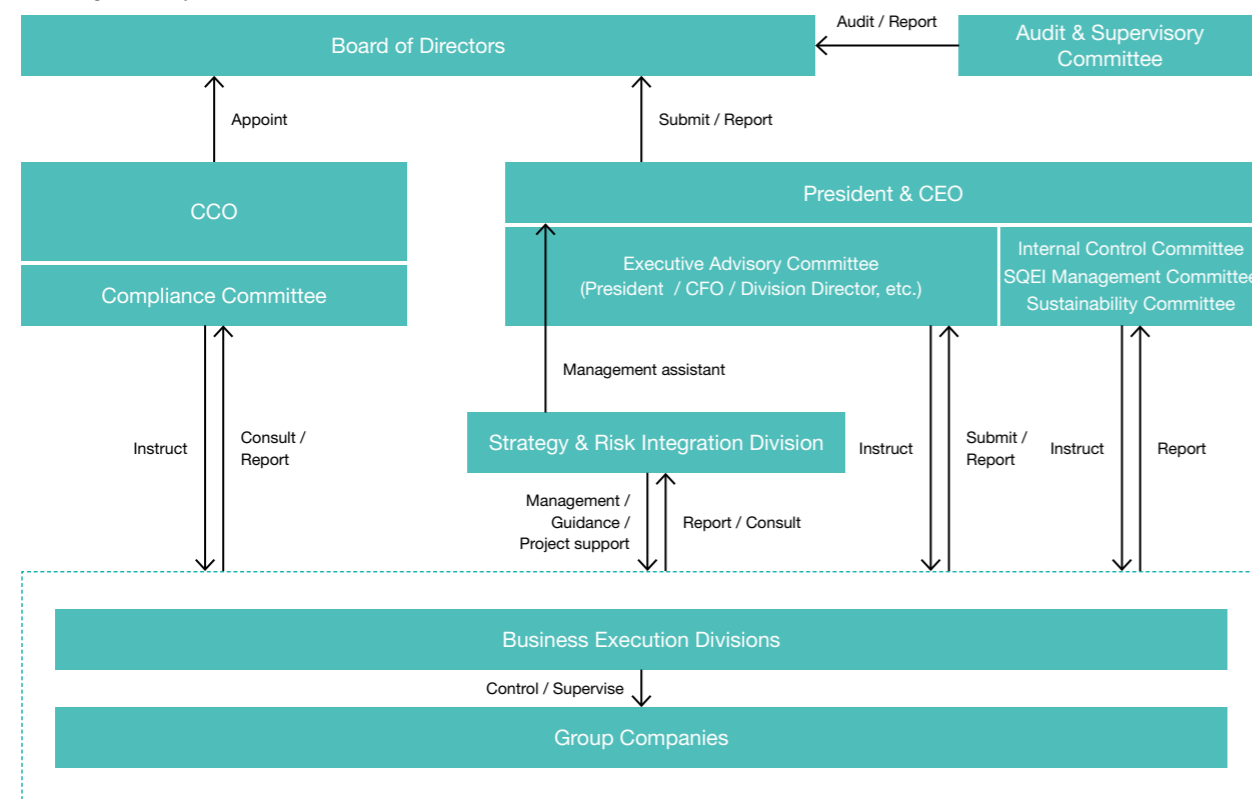 Audit / Report
Board of Directors
Audit & Supervisory
Committee
Appoint
Submit / Report
CCO
President & CEO
Compliance Committee
Executive Advisory Committee
(President / CFO / Division Director, etc.)
Internal Control Committee
SQEI Management Committee
Sustainability Committee
Management assistant
Instruct
Consult /
Report
Strategy & Risk Integration Division
Instruct
Submit /
Report
Instruct
Report
Management /
Guidance /
Project support
Report / Consult
Business Execution Divisions
Control / Supervise
Group Companies